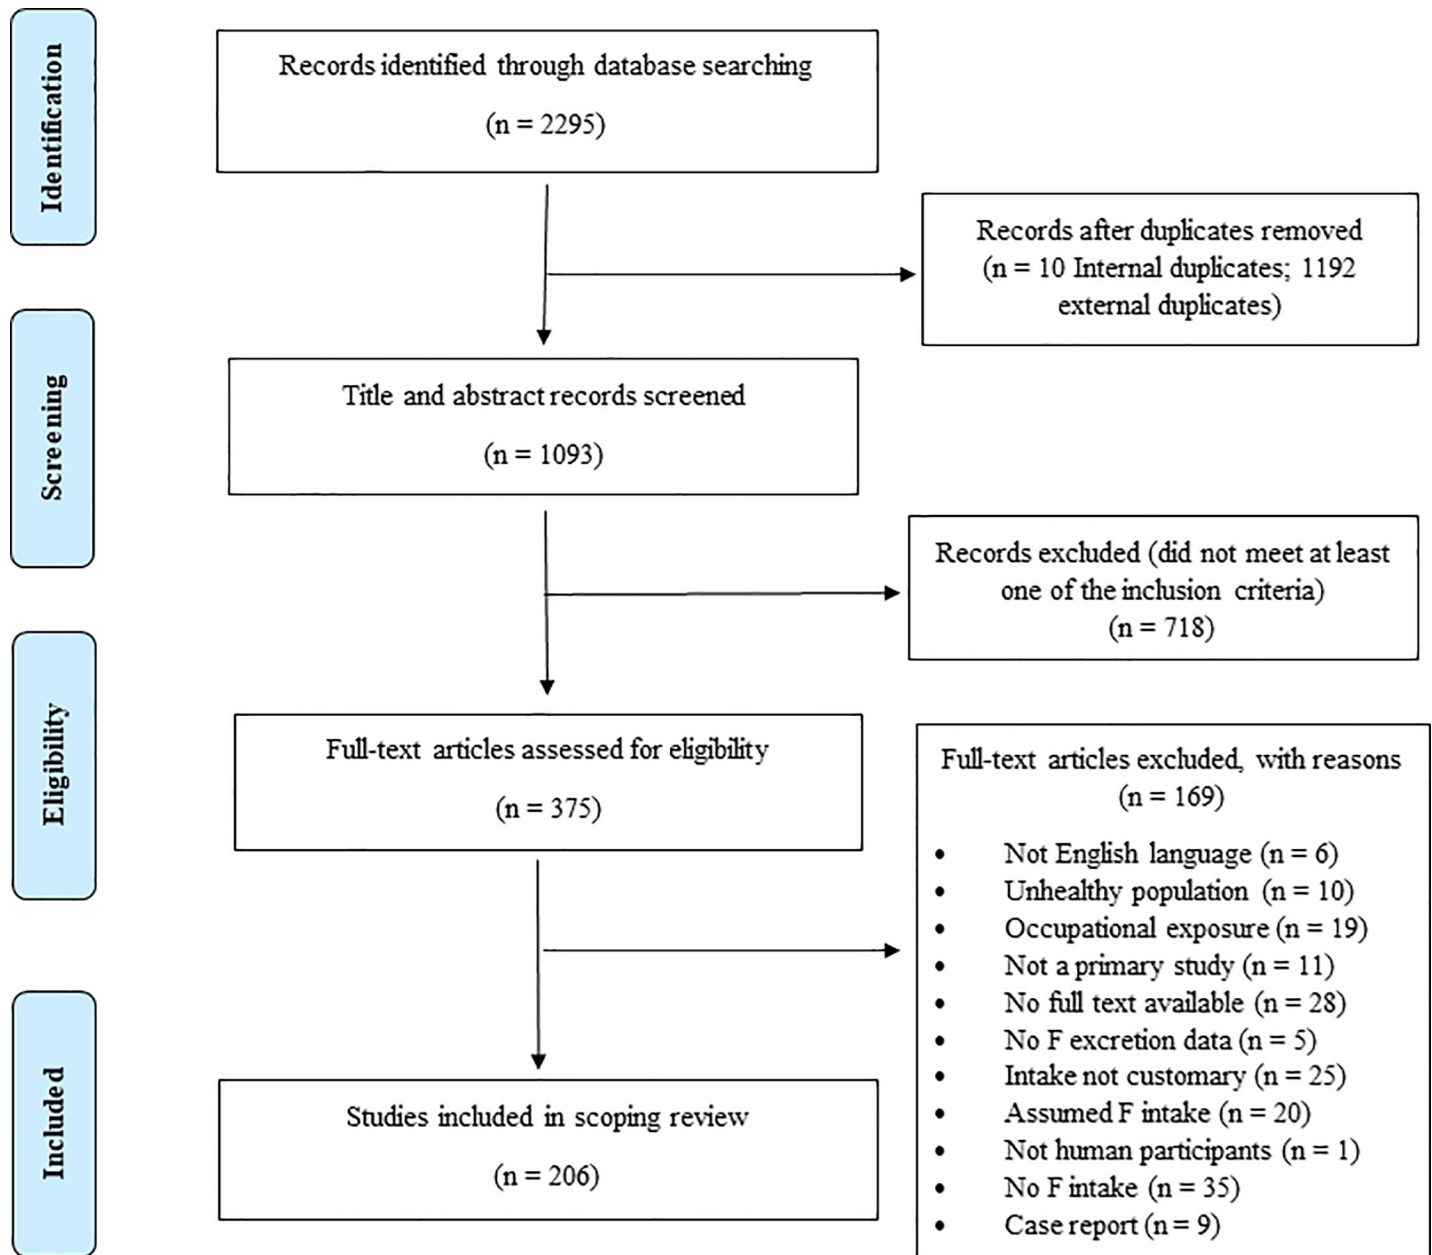 Identification
Records identified through database searching
(n = 2295)
Records after duplicates removed
(n = 10 Internal duplicates; 1192
external duplicates)
Screening
Title and abstract records screened
(n = 1093)
Records excluded (did not meet at least
one of the inclusion criteria)
(n = 718)
Eligibility
Full-text articles assessed for eligibility
(n = 375)
Full-text articles excluded, with reasons
(n = 169)
• Not English language (n = 6)
• Unhealthy population (n = 10)
• Occupational exposure (n = 19)
• Not a primary study (n = 11)
• No full text available (n = 28)
• No F excretion data (n = 5)
• Intake not customary (n = 25)
• Assumed F intake (n = 20)
• Not human participants (n = 1)
• No F intake (n = 35)
• Case report (n = 9)
Included
Studies included in scoping review
(n = 206)